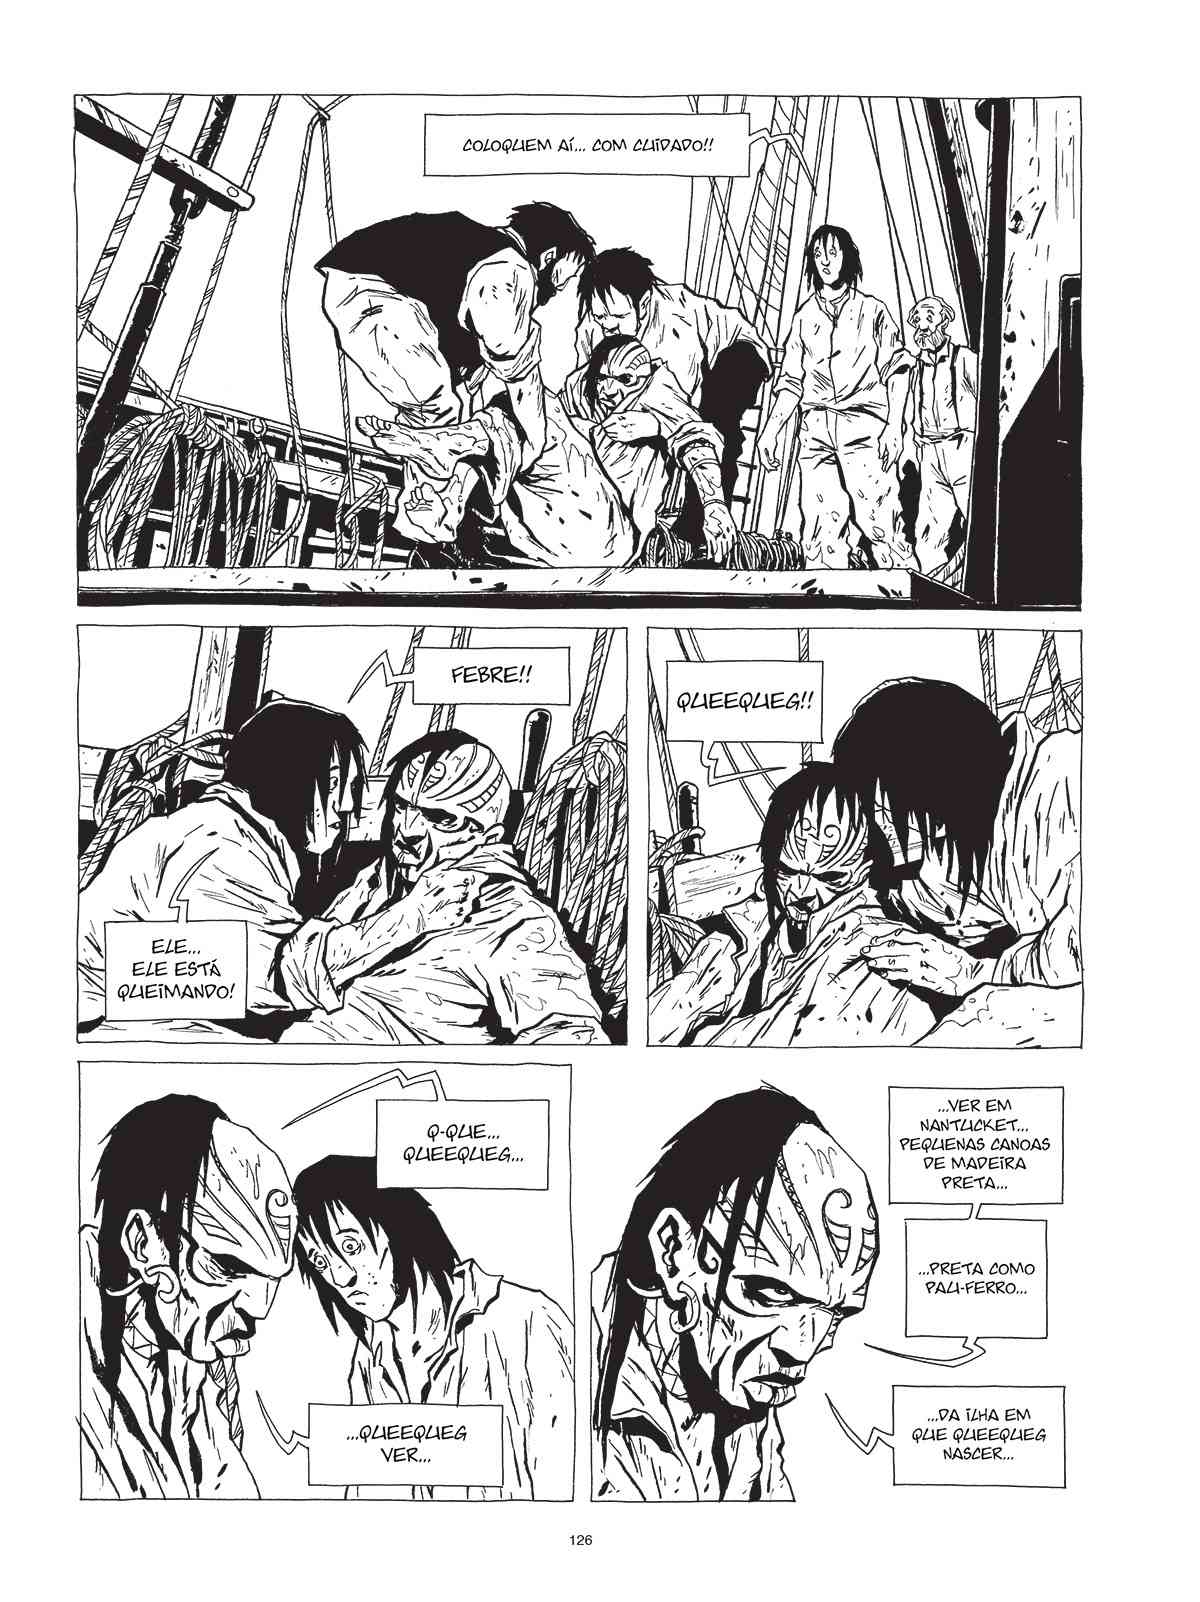 COLOQUEM AÍ... COM CUIDADO!!
FEBRE!!
ELE...
ELE ESTÁ
QUEIMANDO!
QUEEQUEG!!
Q-QUE...
QUEEQUEG...
...QUEEQUEG
VER...
...VER EM
NANTUCKET...
PEQUENAS CANOAS
DE MADEIRA
PRETA...
...PRETA COMO
PAU-FERRO...
...DA ILHA EM
QUE QUEEQUEG
NASCER...
126